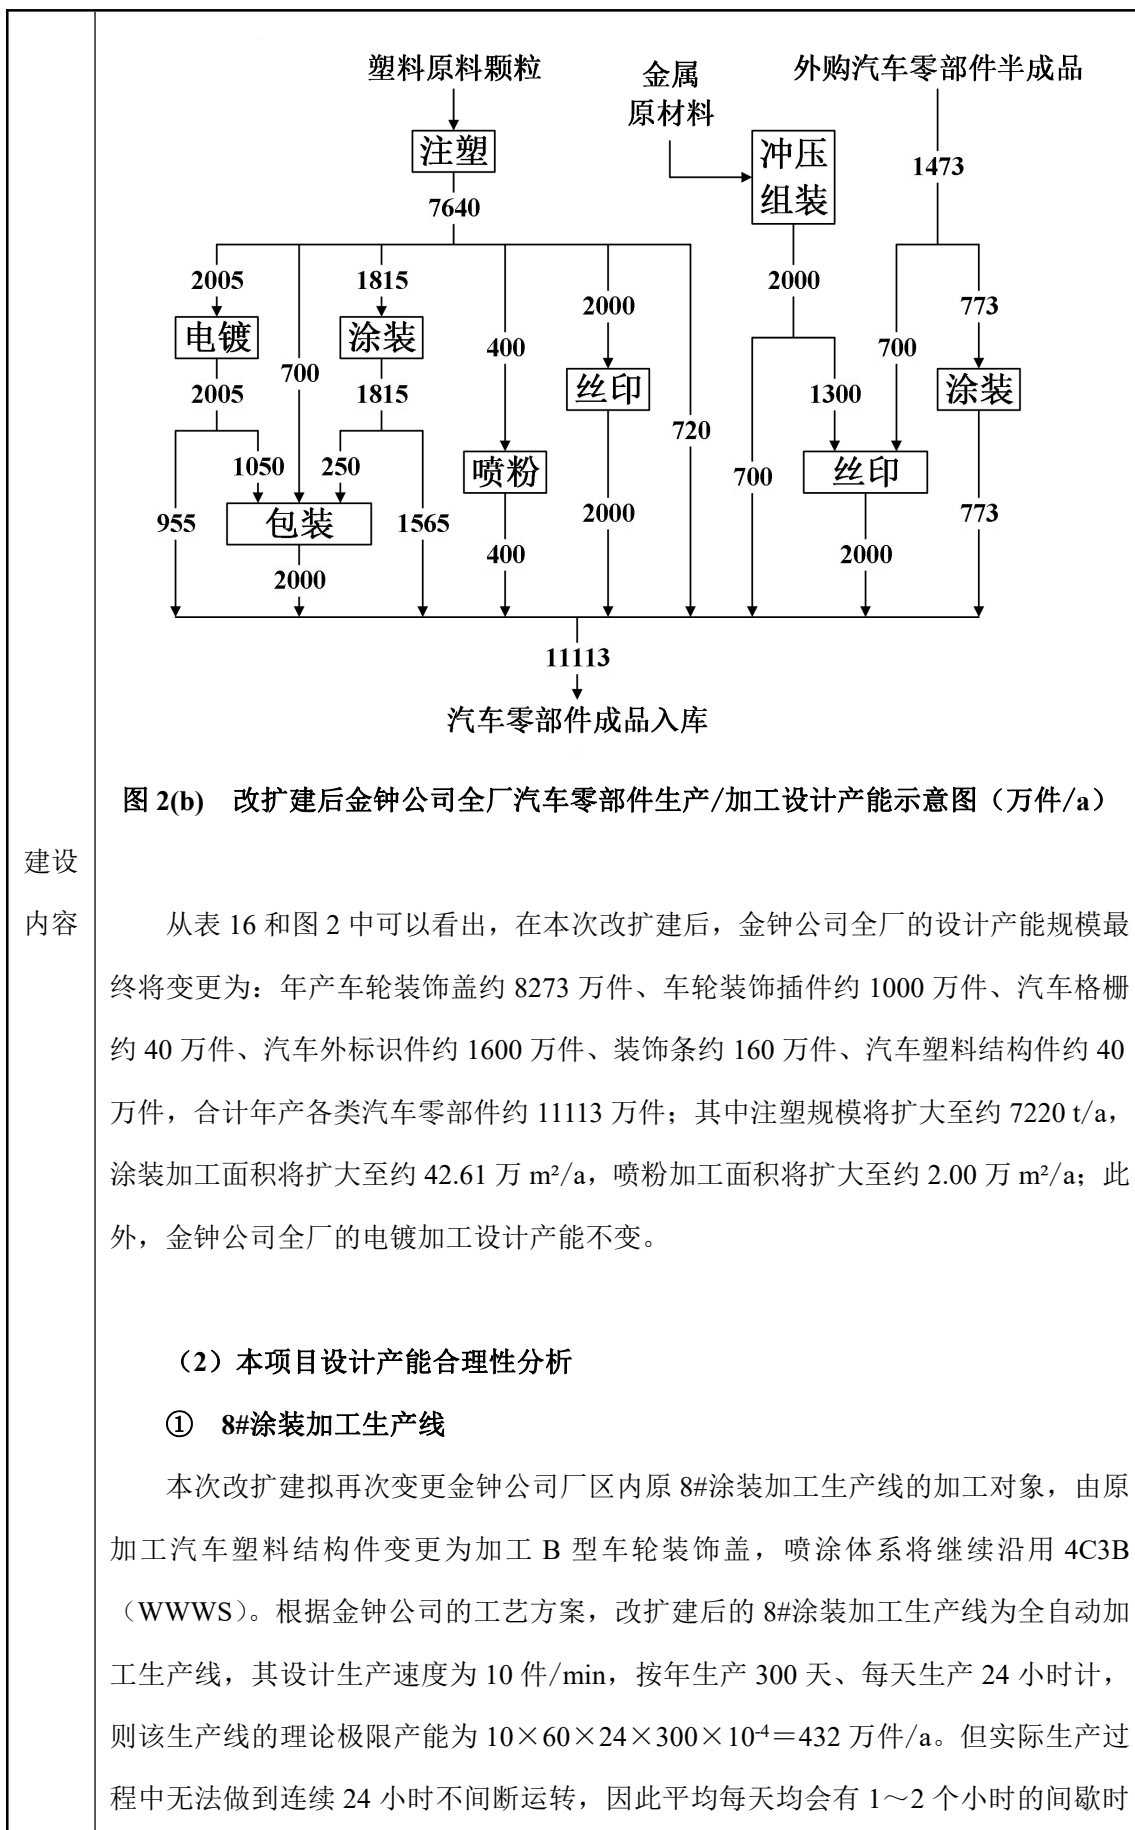 塑料原料颗粒
金属
原材料
外购汽车零部件半成品
注塑
冲压
组装
1473
7640
2005
1815
2000
2000
773
电镀
涂装
400
700
700
丝印
涂装
2005
1815
1300
720
1050
250
喷粉
700
丝印
955
包装
1565
2000
773
2000
400
2000
11113
汽车零部件成品入库
图 2(b) 改扩建后金钟公司全厂汽车零部件生产/加工设计产能示意图（万件/a）
建设
内容
从表 16 和图 2 中可以看出，在本次改扩建后，金钟公司全厂的设计产能规模最
终将变更为：年产车轮装饰盖约 8273 万件、车轮装饰插件约 1000 万件、汽车格栅
约 40 万件、汽车外标识件约 1600 万件、装饰条约 160 万件、汽车塑料结构件约 40
万件，合计年产各类汽车零部件约 11113 万件；其中注塑规模将扩大至约 7220 t/a，
涂装加工面积将扩大至约 42.61 万 m²/a，喷粉加工面积将扩大至约 2.00 万 m²/a；此
外，金钟公司全厂的电镀加工设计产能不变。
（2）本项目设计产能合理性分析
① 8#涂装加工生产线
本次改扩建拟再次变更金钟公司厂区内原 8#涂装加工生产线的加工对象，由原
加工汽车塑料结构件变更为加工 B 型车轮装饰盖，喷涂体系将继续沿用 4C3B
（WWWS）。根据金钟公司的工艺方案，改扩建后的 8#涂装加工生产线为全自动加
工生产线，其设计生产速度为 10 件/min，按年生产 300 天、每天生产 24 小时计，
则该生产线的理论极限产能为 10×60×24×300×10⁻⁴＝432 万件/a。但实际生产过
程中无法做到连续 24 小时不间断运转，因此平均每天均会有 1～2 个小时的间歇时